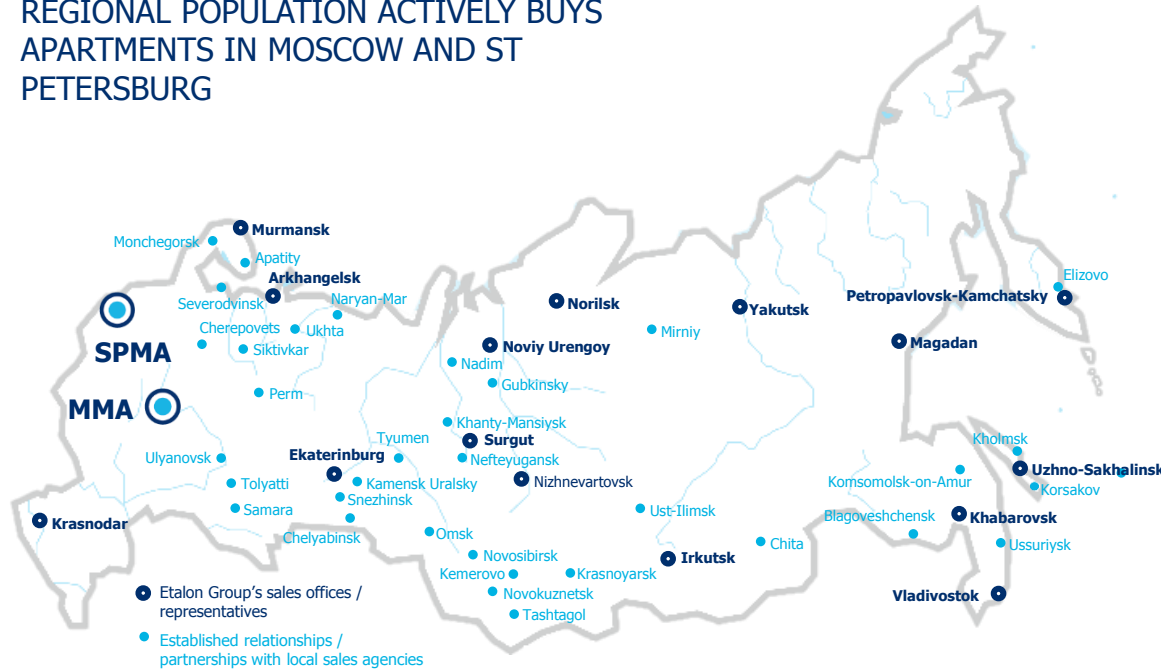 REGIONAL POPULATION ACTIVELY BUYS
APARTMENTS IN MOSCOW AND ST
PETERSBURG
Murmansk
Monchegorsk
Apatity
Arkhangelsk
Severodvinsk
Naryan-Mar
Cherepovets
Ukhta
Siktivkar
SPMA
Perm
MMA
Norilsk
Noviy Urengoy
Nadim
Gubkinsky
Yakutsk
Mirniy
Elizovo
Petropavlovsk-Kamchatsky
Magadan
Khanty-Mansiysk
Surgut
Nefteyugansk
Nizhnevartovsk
Tyumen
Ekaterinburg
Kamensk Uralsky
Snezhinsk
Chelyabinsk
Ulyanovsk
Tolyatti
Samara
Krasnodar
Omsk
Novosibirsk
Kemerovo
Krasnoyarsk
Novokuznetsk
Tashtagol
Ust-Ilimsk
Irkutsk
Chita
Kholmsk
Uzhno-Sakhalinsk
Korsakov
Komsomolsk-on-Amur
Blagoveshchensk
Khabarovsk
Ussuriysk
Vladivostok
Etalon Group's sales offices /
representatives
Established relationships /
partnerships with local sales agencies